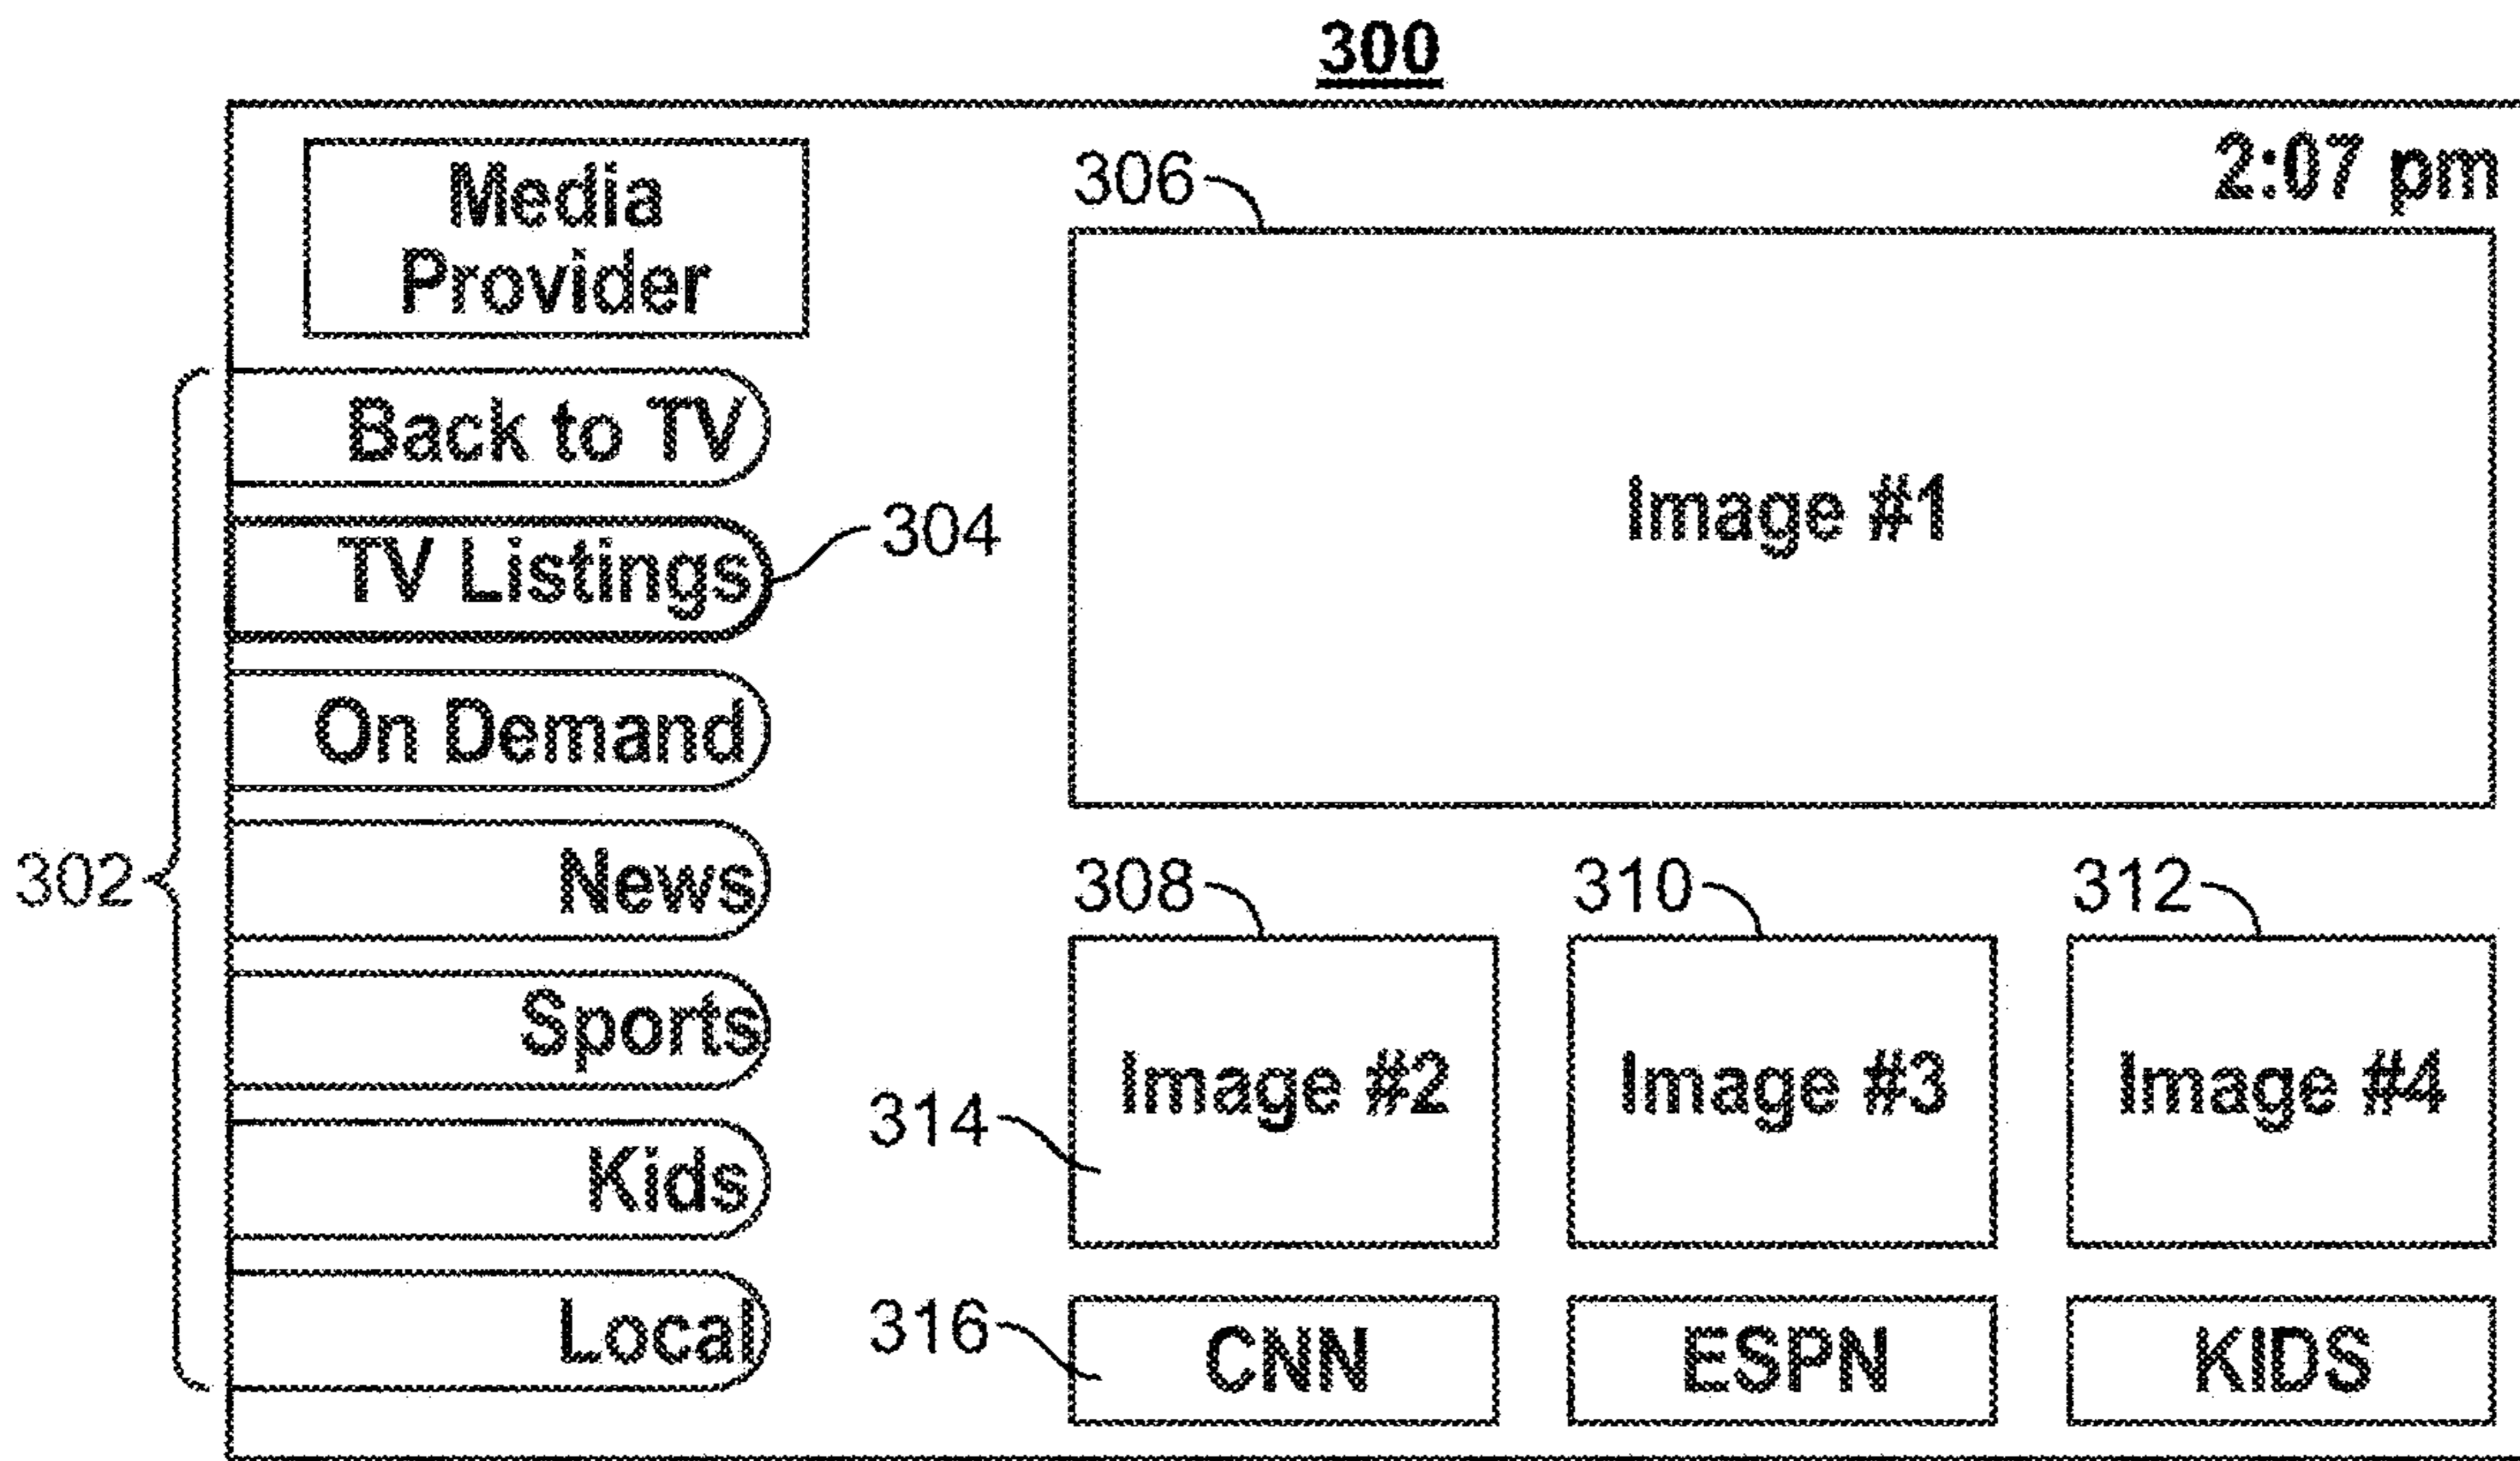 300
2:07 pm
Media
Provider
306
Image #1
302
Back to TV
TV Listings
304
On Demand
News
Sports
Kids
Local
308
310
312
Image #2
Image #3
Image #4
314
316
CNN
ESPN
KIDS